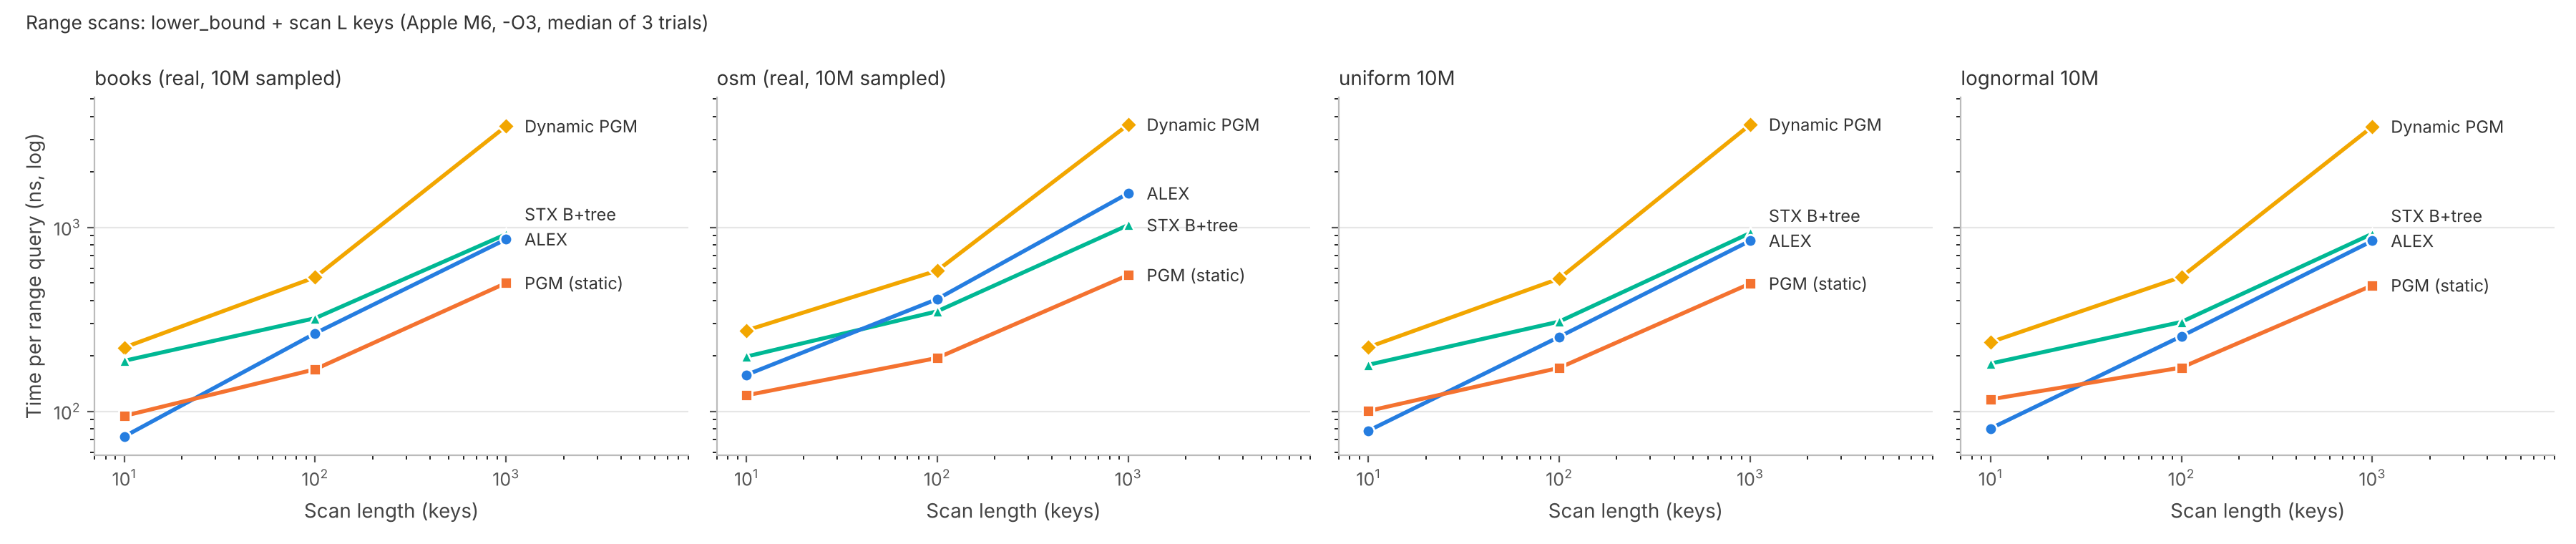 Range scans: lower_bound + scan L keys (Apple M6, -O3, median of 3 trials)
books (real, 10M sampled)
Time per range query (ns, log)
10³
10²
Dynamic PGM
STX B+tree
ALEX
PGM (static)
10¹ 10² 10³
Scan length (keys)
osm (real, 10M sampled)
Dynamic PGM
ALEX
STX B+tree
PGM (static)
10¹ 10² 10³
Scan length (keys)
uniform 10M
Dynamic PGM
STX B+tree
ALEX
PGM (static)
10¹ 10² 10³
Scan length (keys)
lognormal 10M
Dynamic PGM
STX B+tree
ALEX
PGM (static)
10¹ 10² 10³
Scan length (keys)